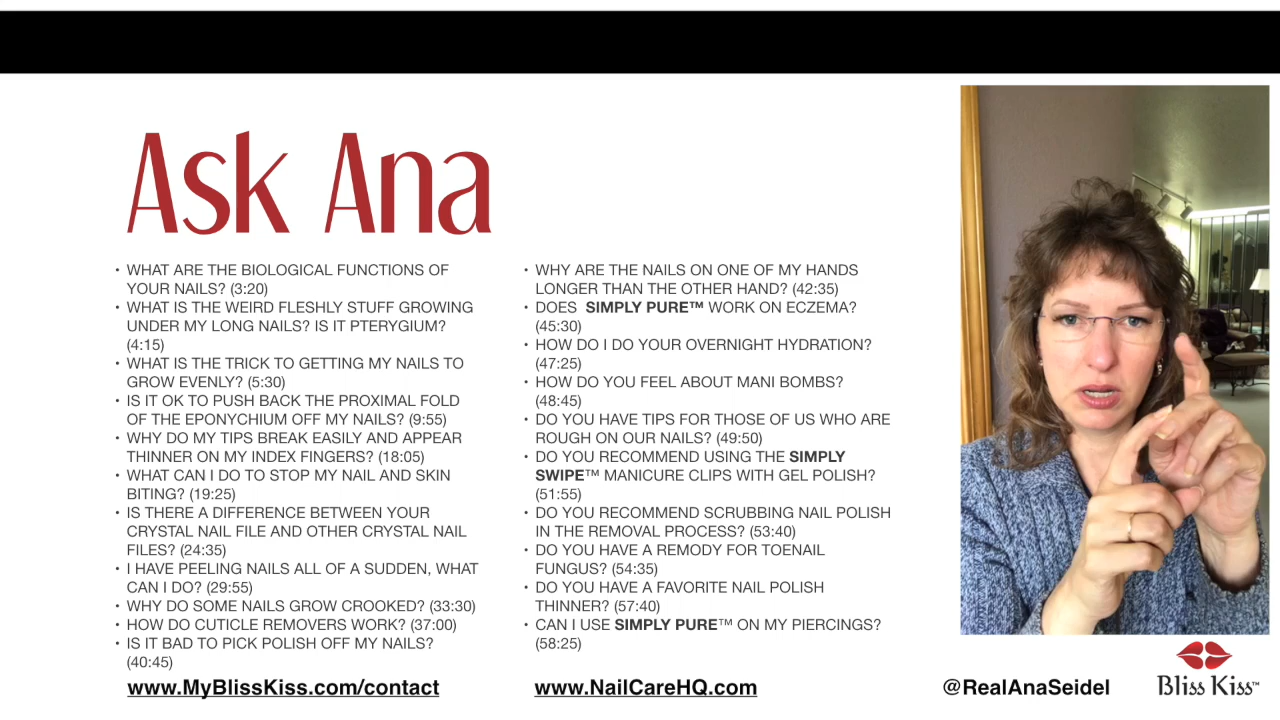 Ask Ana
• WHAT ARE THE BIOLOGICAL FUNCTIONS OF
YOUR NAILS? (3:20)
• WHAT IS THE WEIRD FLESHLY STUFF GROWING
UNDER MY LONG NAILS? IS IT PTERYGIUM?
(4:15)
• WHAT IS THE TRICK TO GETTING MY NAILS TO
GROW EVENLY? (5:30)
• IS IT OK TO PUSH BACK THE PROXIMAL FOLD
OF THE EPONYCHIUM OFF MY NAILS? (9:55)
• WHY DO MY TIPS BREAK EASILY AND APPEAR
THINNER ON MY INDEX FINGERS? (18:05)
• WHAT CAN I DO TO STOP MY NAIL AND SKIN
BITING? (19:25)
• IS THERE A DIFFERENCE BETWEEN YOUR
CRYSTAL NAIL FILE AND OTHER CRYSTAL NAIL
FILES? (24:35)
• I HAVE PEELING NAILS ALL OF A SUDDEN, WHAT
CAN I DO? (29:55)
• WHY DO SOME NAILS GROW CROOKED? (33:30)
• HOW DO CUTICLE REMOVERS WORK? (37:00)
• IS IT BAD TO PICK POLISH OFF MY NAILS?
(40:45)
• WHY ARE THE NAILS ON ONE OF MY HANDS
LONGER THAN THE OTHER HAND? (42:35)
• DOES SIMPLY PURE™ WORK ON ECZEMA?
(45:30)
• HOW DO I DO YOUR OVERNIGHT HYDRATION?
(47:25)
• HOW DO YOU FEEL ABOUT MANI BOMBS?
(48:45)
• DO YOU HAVE TIPS FOR THOSE OF US WHO ARE
ROUGH ON OUR NAILS? (49:50)
• DO YOU RECOMMEND USING THE SIMPLY
SWIPE™ MANICURE CLIPS WITH GEL POLISH?
(51:55)
• DO YOU RECOMMEND SCRUBBING NAIL POLISH
IN THE REMOVAL PROCESS? (53:40)
• DO YOU HAVE A REMODY FOR TOENAIL
FUNGUS? (54:35)
• DO YOU HAVE A FAVORITE NAIL POLISH
THINNER? (57:40)
• CAN I USE SIMPLY PURE™ ON MY PIERCINGS?
(58:25)
www.MyBlissKiss.com/contact
www.NailCareHQ.com
@RealAnaSeidel
Bliss Kiss™